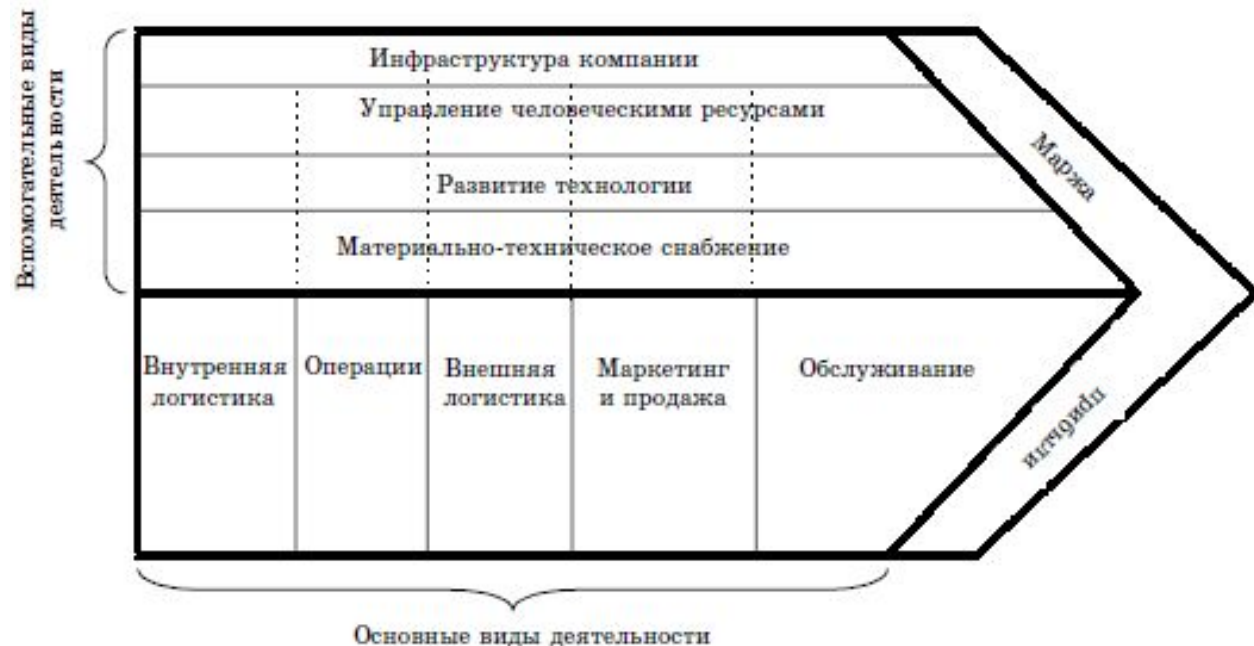 Вспомогательные виды
деятельности
Инфраструктура компании
Управление человеческими ресурсами
Развитие технологии
Материально-техническое снабжение
Маржа
прибыли
Внутренняя
логистика
Операции
Внешняя
логистика
Маркетинг
и продажа
Обслуживание
Основные виды деятельности